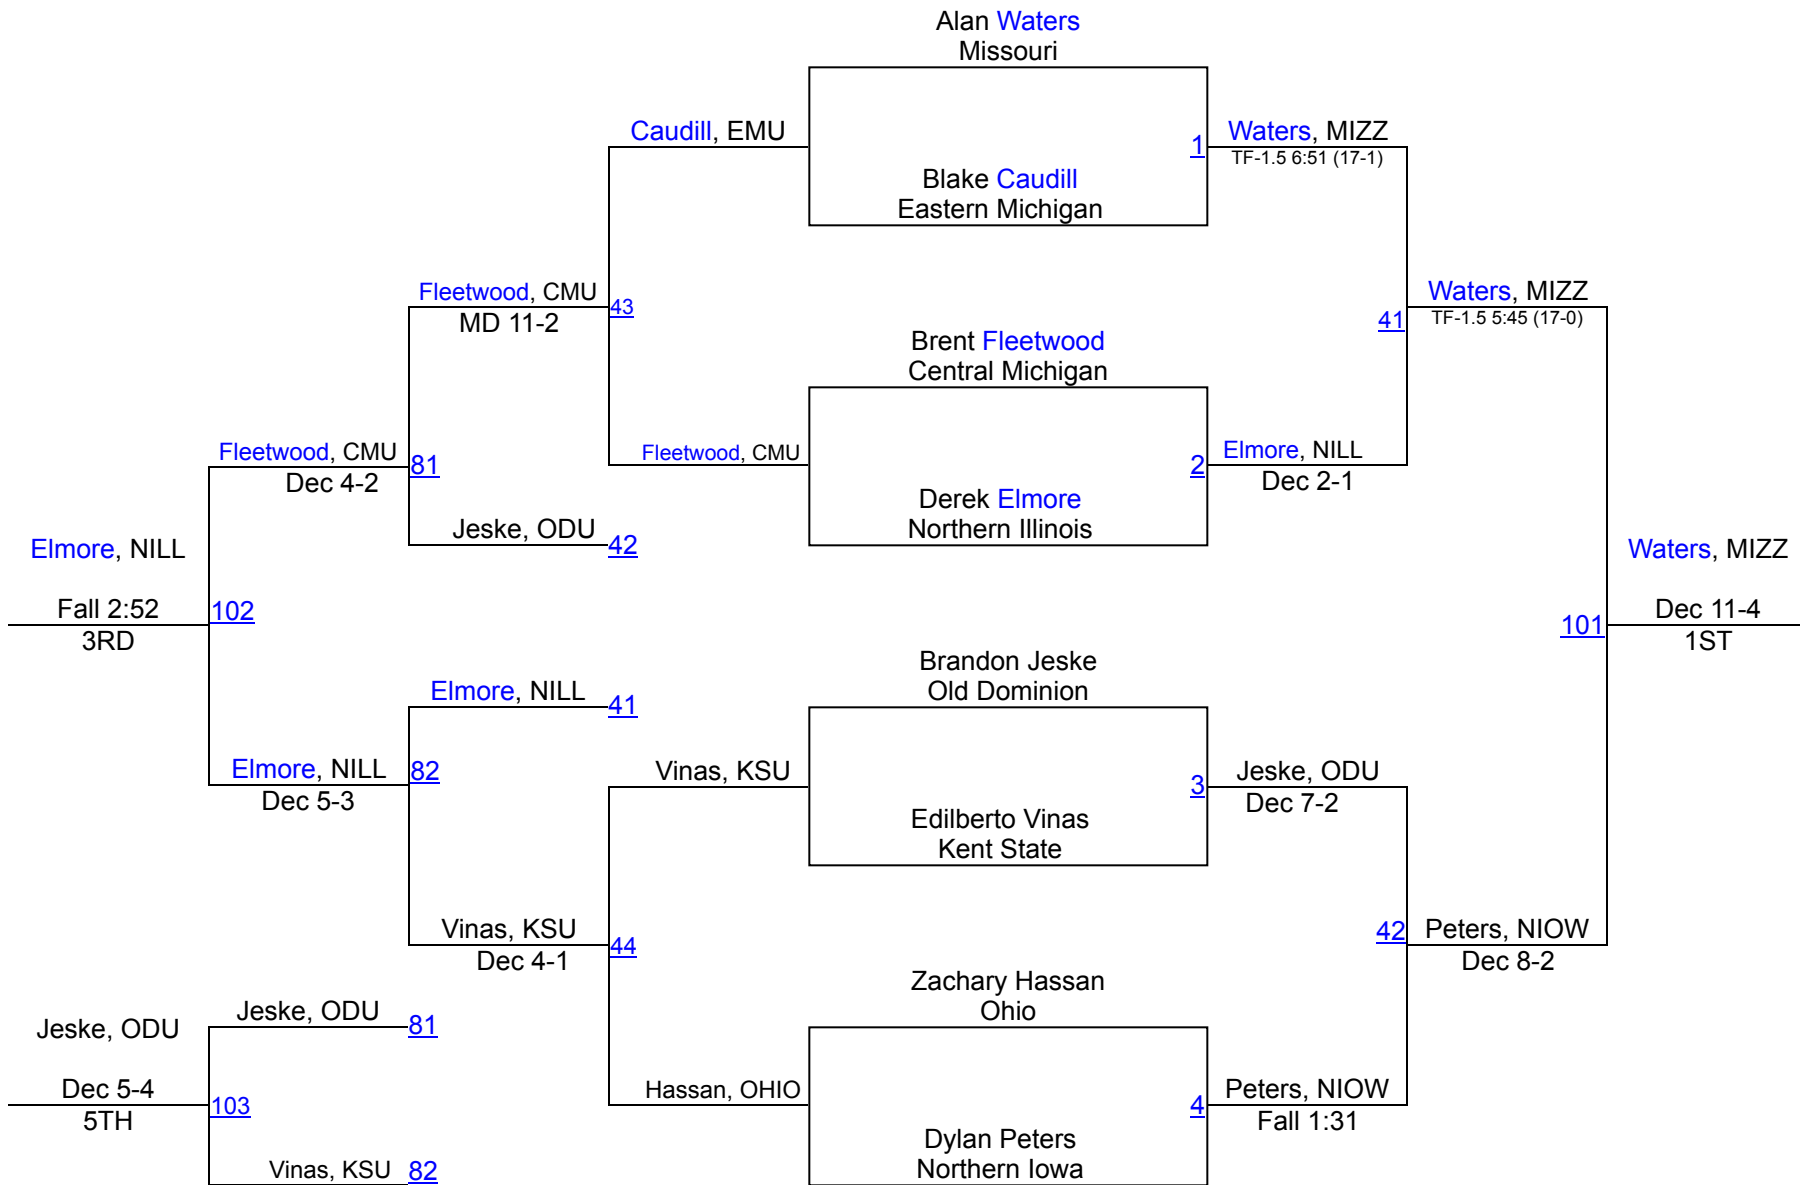 Alan Waters
Missouri
Caudill, EMU
1
Waters, MIZZ
TF-1.5 6:51 (17-1)
Blake Caudill
Eastern Michigan
Fleetwood, CMU
MD 11-2
43
Waters, MIZZ
TF-1.5 5:45 (17-0)
41
Brent Fleetwood
Central Michigan
Fleetwood, CMU
Dec 4-2
81
Fleetwood, CMU
2
Elmore, NILL
Dec 2-1
Derek Elmore
Northern Illinois
Jeske, ODU
42
Elmore, NILL
Fall 2:52
3RD
102
Waters, MIZZ
Dec 11-4
1ST
101
Brandon Jeske
Old Dominion
Elmore, NILL
41
Elmore, NILL
Dec 5-3
82
Vinas, KSU
3
Jeske, ODU
Dec 7-2
Edilberto Vinas
Kent State
Vinas, KSU
Dec 4-1
44
42
Peters, NIOW
Dec 8-2
Zachary Hassan
Ohio
Jeske, ODU
Jeske, ODU
81
Dec 5-4
5TH
103
Hassan, OHIO
4
Peters, NIOW
Fall 1:31
Dylan Peters
Northern Iowa
Vinas, KSU
82